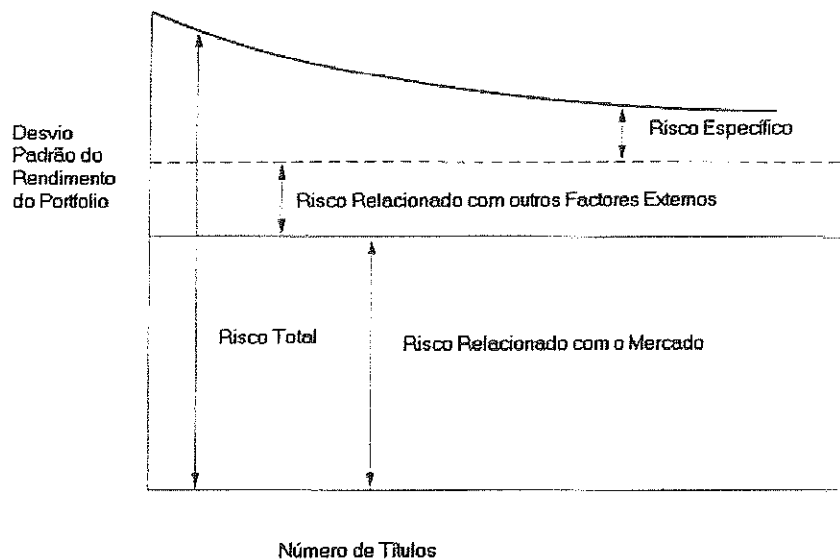 Desvio
Padrão do
Rendimento
do Portfolio
Risco Específico
Risco Relacionado com outros Factores Externos
Risco Total
Risco Relacionado com o Mercado
Número de Títulos